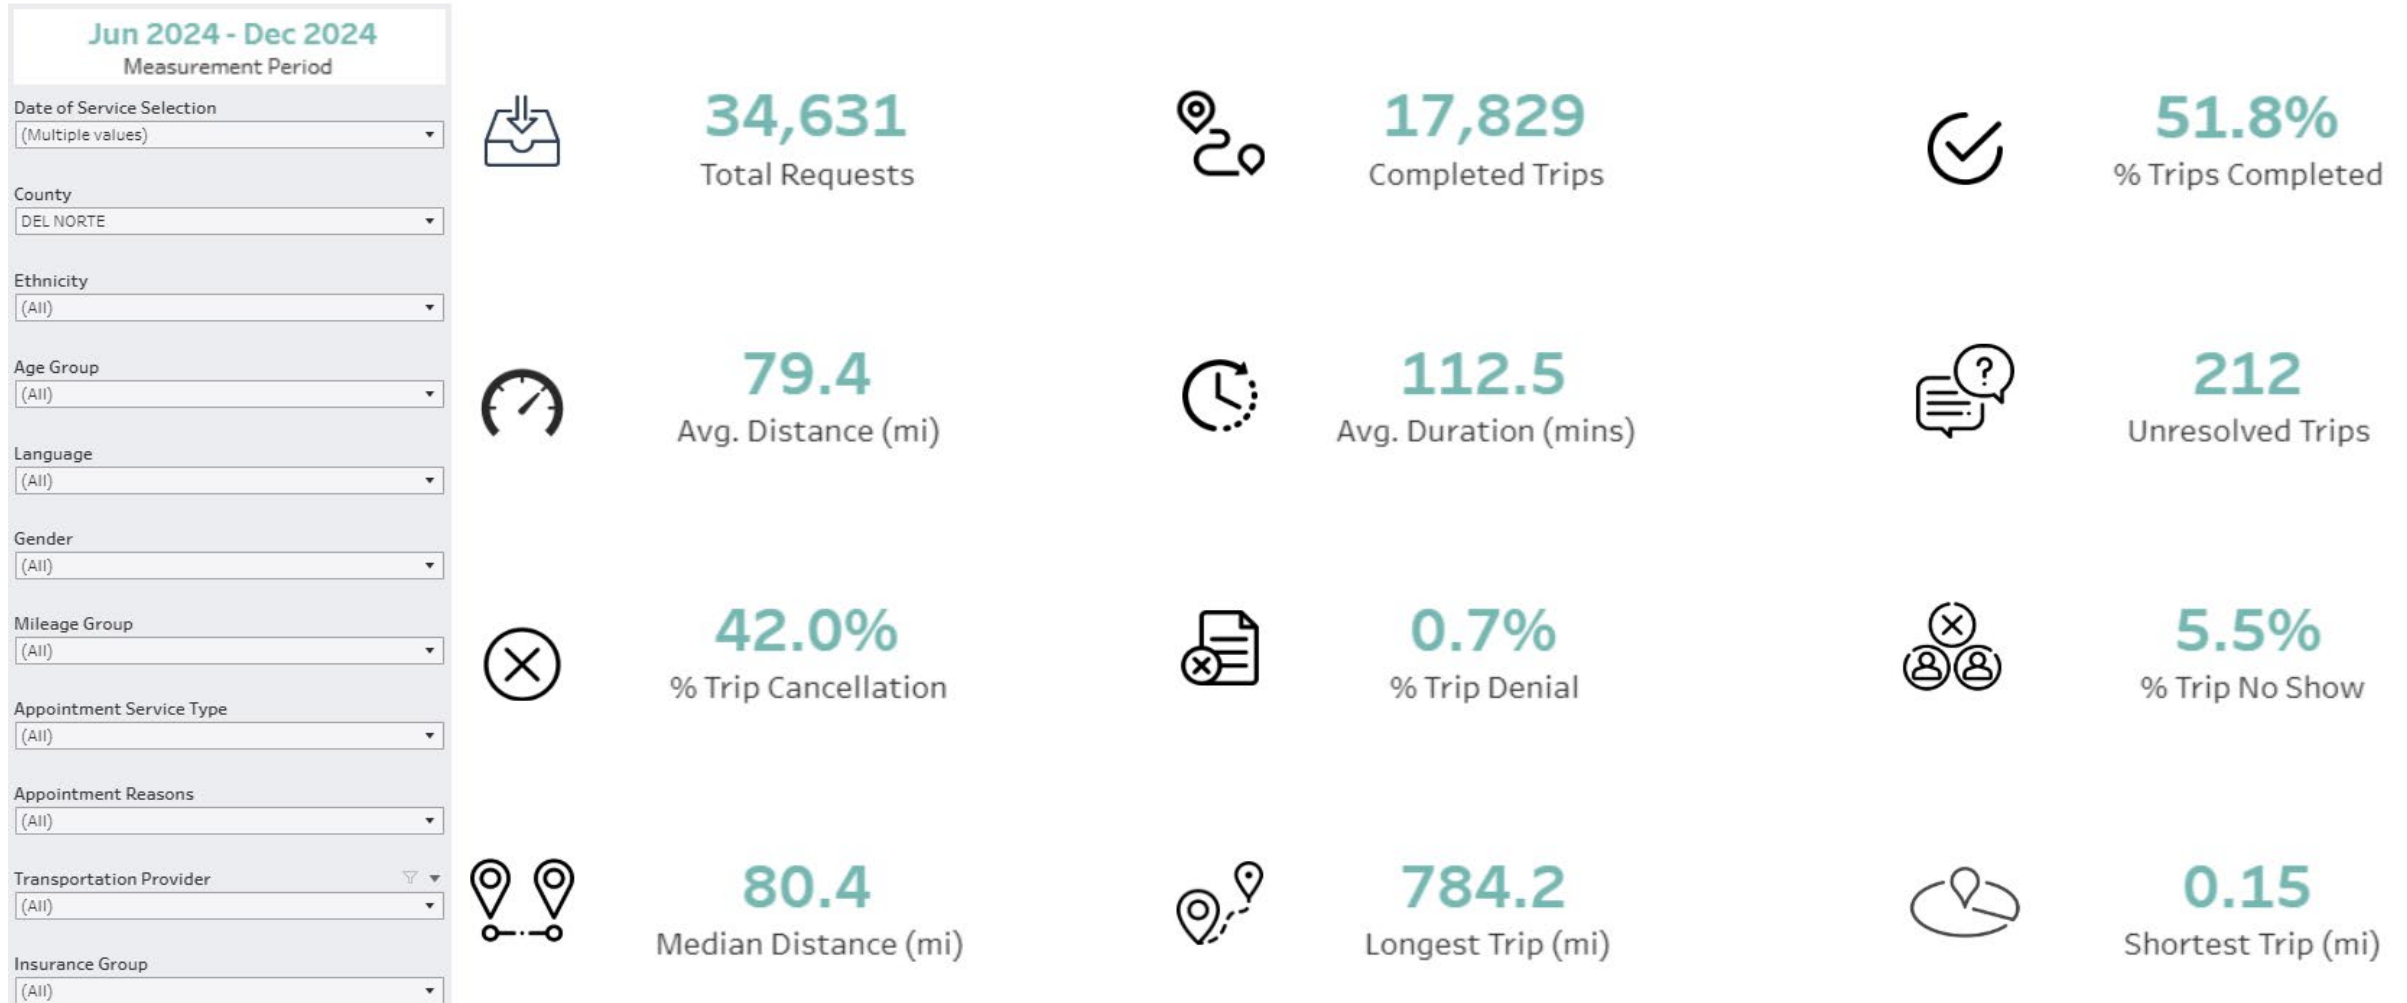 Jun 2024 - Dec 2024
Measurement Period
Date of Service Selection
(Multiple values)
County
DEL NORTE
Ethnicity
(All)
Age Group
(All)
Language
(All)
Gender
(All)
Mileage Group
(All)
Appointment Service Type
(All)
Appointment Reasons
(All)
Transportation Provider
(All)
Insurance Group
(All)
34,631
Total Requests
17,829
Completed Trips
51.8%
% Trips Completed
79.4
Avg. Distance (mi)
112.5
Avg. Duration (mins)
?
212
Unresolved Trips
42.0%
% Trip Cancellation
0.7%
% Trip Denial
5.5%
% Trip No Show
80.4
Median Distance (mi)
784.2
Longest Trip (mi)
0.15
Shortest Trip (mi)